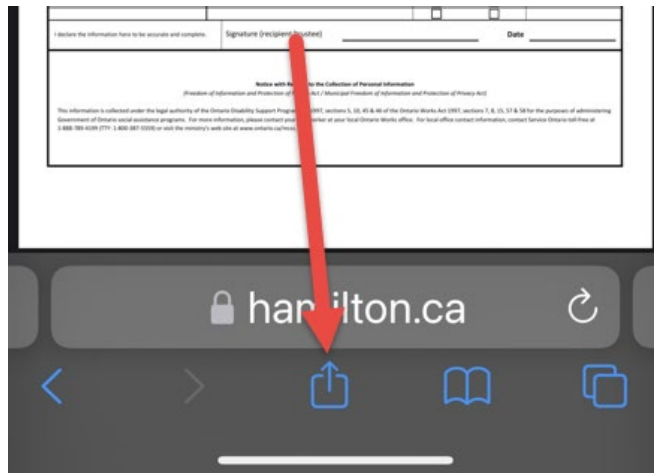 I declare the information here to be accurate and complete. Signature (recipient/trustee) Date
Notice with Re to the Collection of Personal Information
(Freedom of Information and Protection of Act / Municipal Freedom of Information and Protection of Privacy Act)
This information is collected under the legal authority of the Ontario Disability Support Program 1997, sections 5, 10, 45 & 46 of the Ontario Works Act 1997, sections 7, 8, 15, 57 & 58 for the purposes of administering
Government of Ontario social assistance programs. For more information, please contact your worker at your local Ontario Works office. For local office contact information, contact Service Ontario toll-free at
1-888-789-4199 (TTY: 1-800-387-5559) or visit the ministry's web site at www.ontario.ca/mcss
hamilton.ca